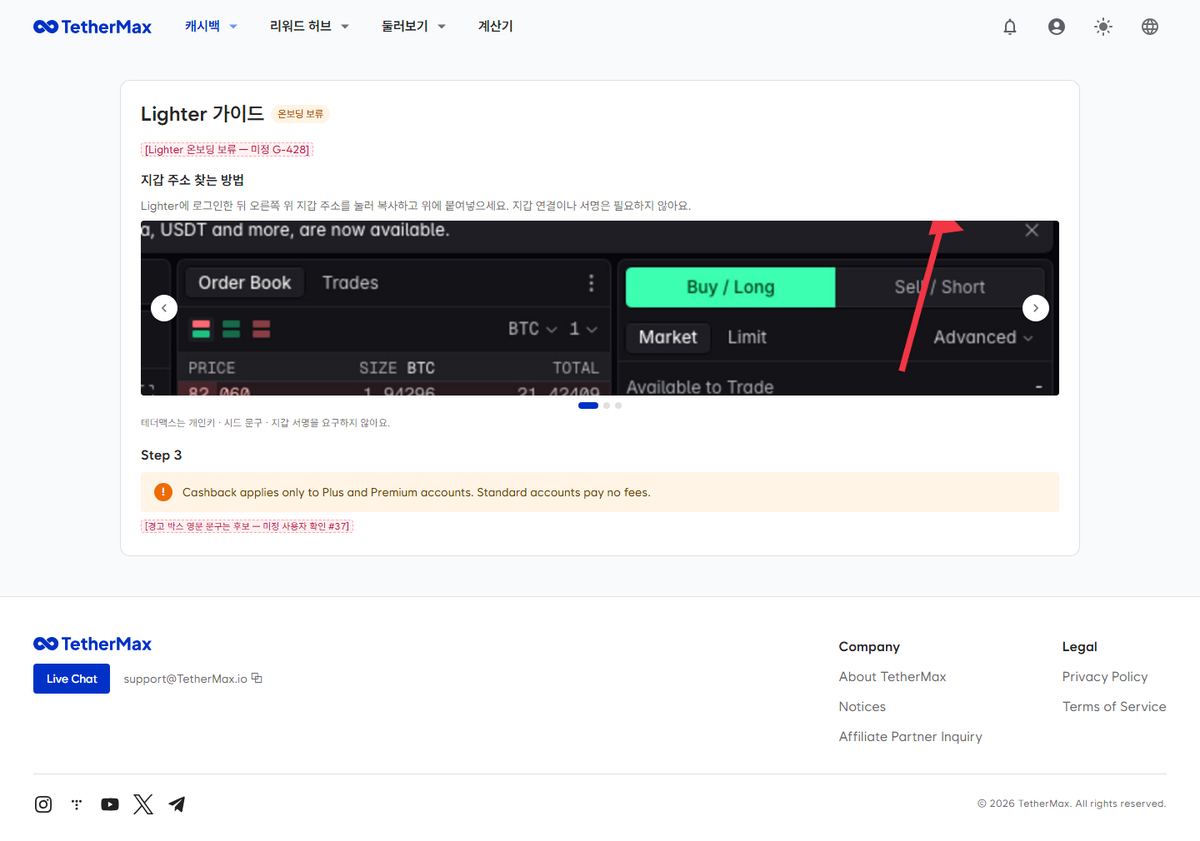 TetherMax
캐시백
리워드 허브
둘러보기
계산기
Lighter 가이드
온보딩 보류
[Lighter 온보딩 보류 — 미정 G-428]
지갑 주소 찾는 방법
Lighter에 로그인한 뒤 오른쪽 위 지갑 주소를 눌러 복사하고 위에 붙여넣으세요. 지갑 연결이나 서명은 필요하지 않아요.
a, USDT and more, are now available.
Order Book
Trades
Buy / Long
Sell / Short
BTC
1
Market
Limit
Advanced
PRICE
SIZE BTC
TOTAL
Available to Trade
-
82,060
1.94296
21.42409
테더맥스는 개인키 · 시드 문구 · 지갑 서명을 요구하지 않아요.
Step 3
Cashback applies only to Plus and Premium accounts. Standard accounts pay no fees.
[경고 박스 영문 문구는 후보 — 미정 사용자 확인 #37]
TetherMax
Live Chat
support@TetherMax.io
Company
About TetherMax
Notices
Affiliate Partner Inquiry
Legal
Privacy Policy
Terms of Service
© 2026 TetherMax. All rights reserved.